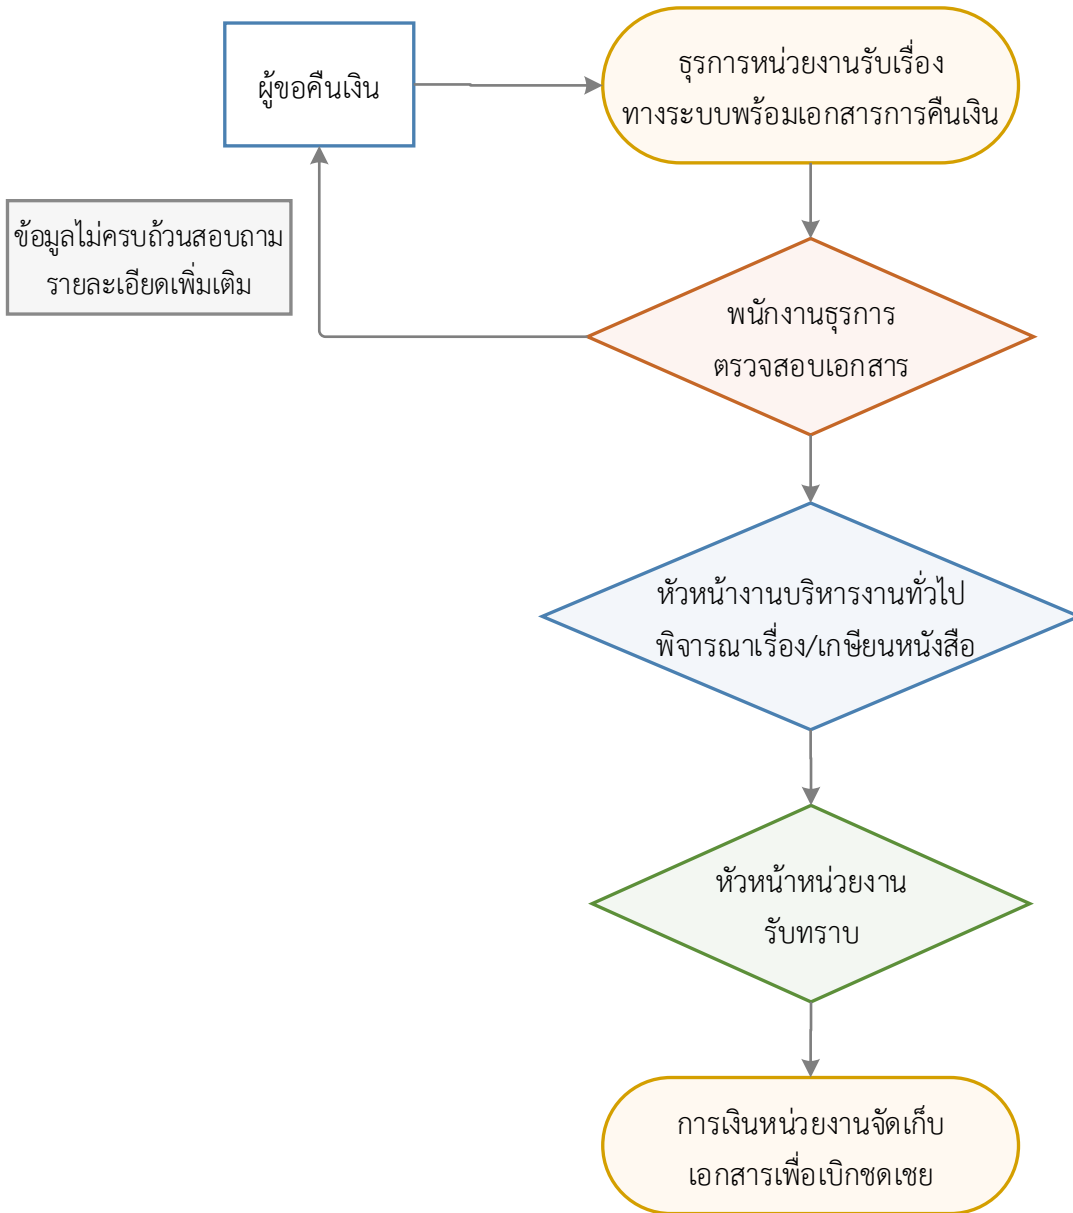 ผู้ขอคืนเงิน
ธุรการหน่วยงานรับเรื่อง
ทางระบบพร้อมเอกสารการคืนเงิน
ข้อมูลไม่ครบถ้วนสอบถาม
รายละเอียดเพิ่มเติม
พนักงานธุรการ
ตรวจสอบเอกสาร
หัวหน้างานบริหารงานทั่วไป
พิจารณาเรื่อง/เกษียนหนังสือ
หัวหน้าหน่วยงาน
รับทราบ
การเงินหน่วยงานจัดเก็บ
เอกสารเพื่อเบิกชดเชย